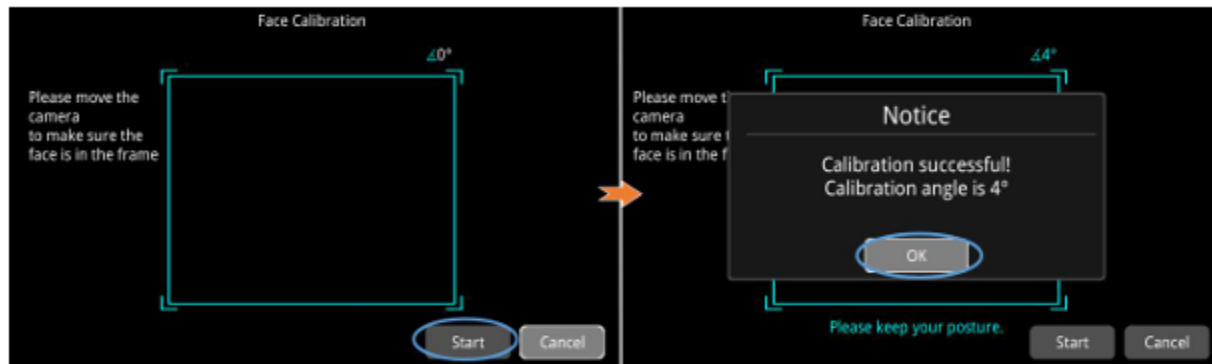 Face Calibration
∡0°
Please move the
camera
to make sure the
face is in the frame
Start
Cancel
Face Calibration
∡4°
Please move t
camera
to make sure t
face is in the f
Notice
Calibration successful!
Calibration angle is 4°
OK
Please keep your posture.
Start
Cancel